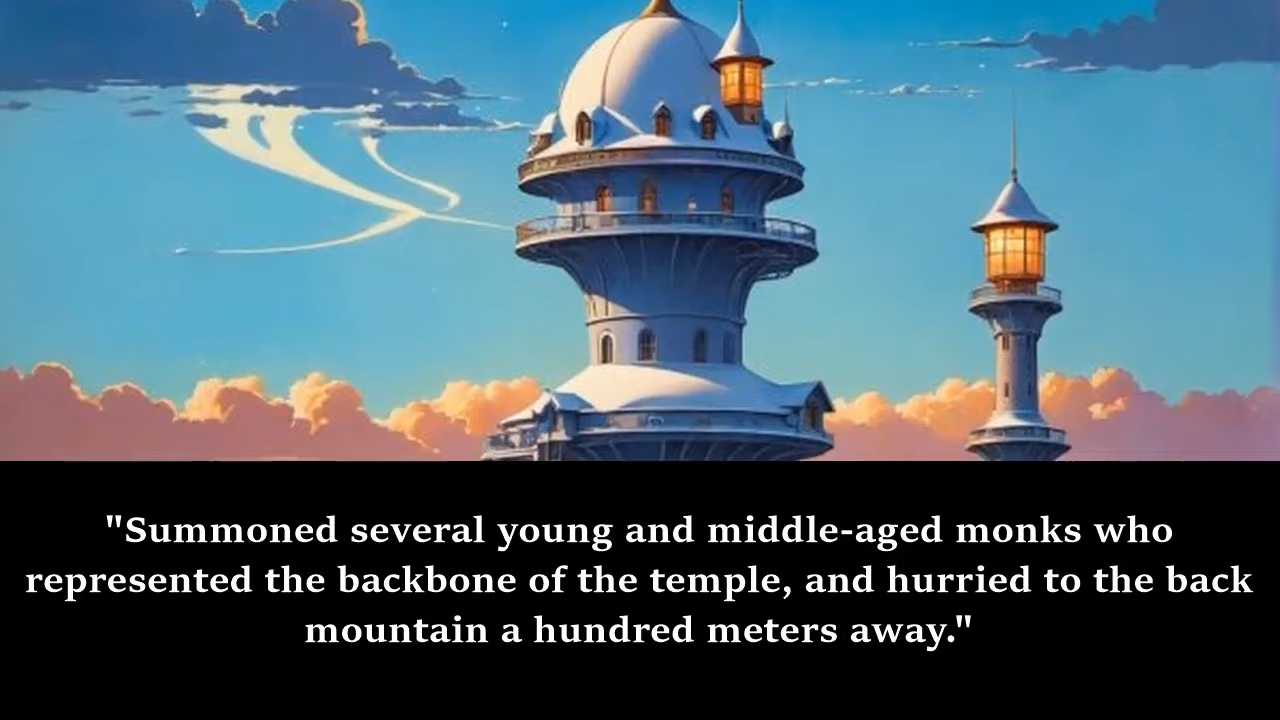 "Summoned several young and middle-aged monks who
represented the backbone of the temple, and hurried to the back
mountain a hundred meters away."